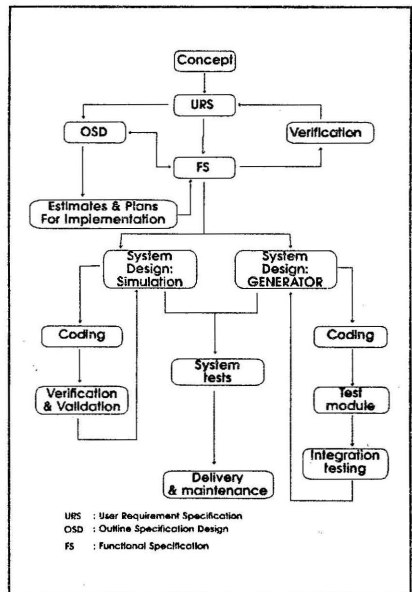 Concept
URS
OSD
Verification
FS
Estimates & Plans
For Implementation
System
Design:
Simulation
System
Design:
GENERATOR
Coding
System
tests
Coding
Verification
& Validation
Test
module
Integration
testing
Delivery
& maintenance
URS : User Requirement Specification
OSD : Outline Specification Design
FS : Functional Specification